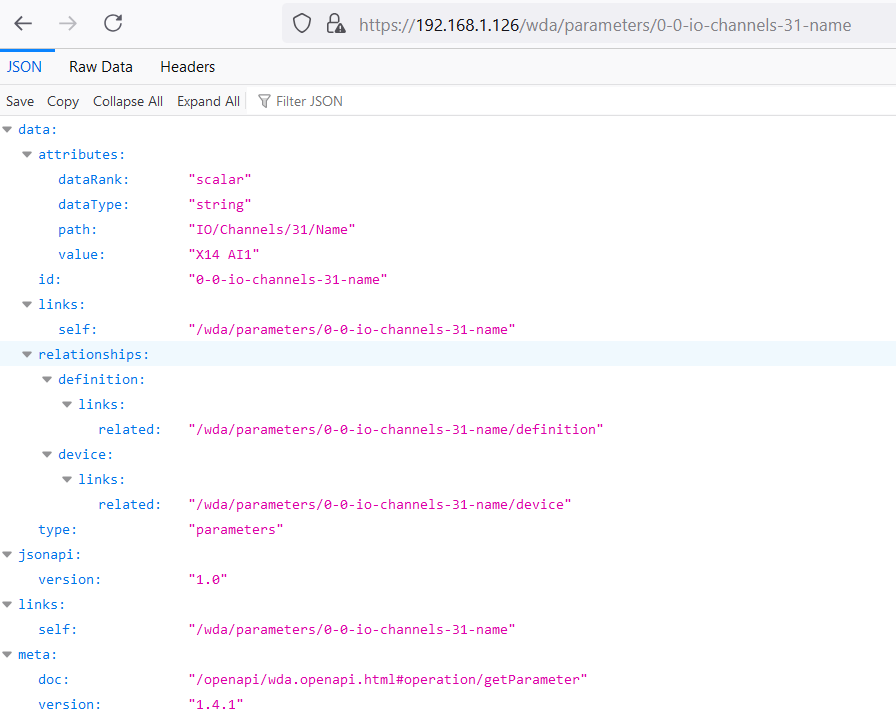 https://192.168.1.126/wda/parameters/0-0-io-channels-31-name
JSON Raw Data Headers
Save Copy Collapse All Expand All Filter JSON
data:
attributes:
dataRank: "scalar"
dataType: "string"
path: "IO/Channels/31/Name"
value: "X14 AI1"
id: "0-0-io-channels-31-name"
links:
self: "/wda/parameters/0-0-io-channels-31-name"
relationships:
definition:
links:
related: "/wda/parameters/0-0-io-channels-31-name/definition"
device:
links:
related: "/wda/parameters/0-0-io-channels-31-name/device"
type: "parameters"
jsonapi:
version: "1.0"
links:
self: "/wda/parameters/0-0-io-channels-31-name"
meta:
doc: "/openapi/wda.openapi.html#operation/getParameter"
version: "1.4.1"